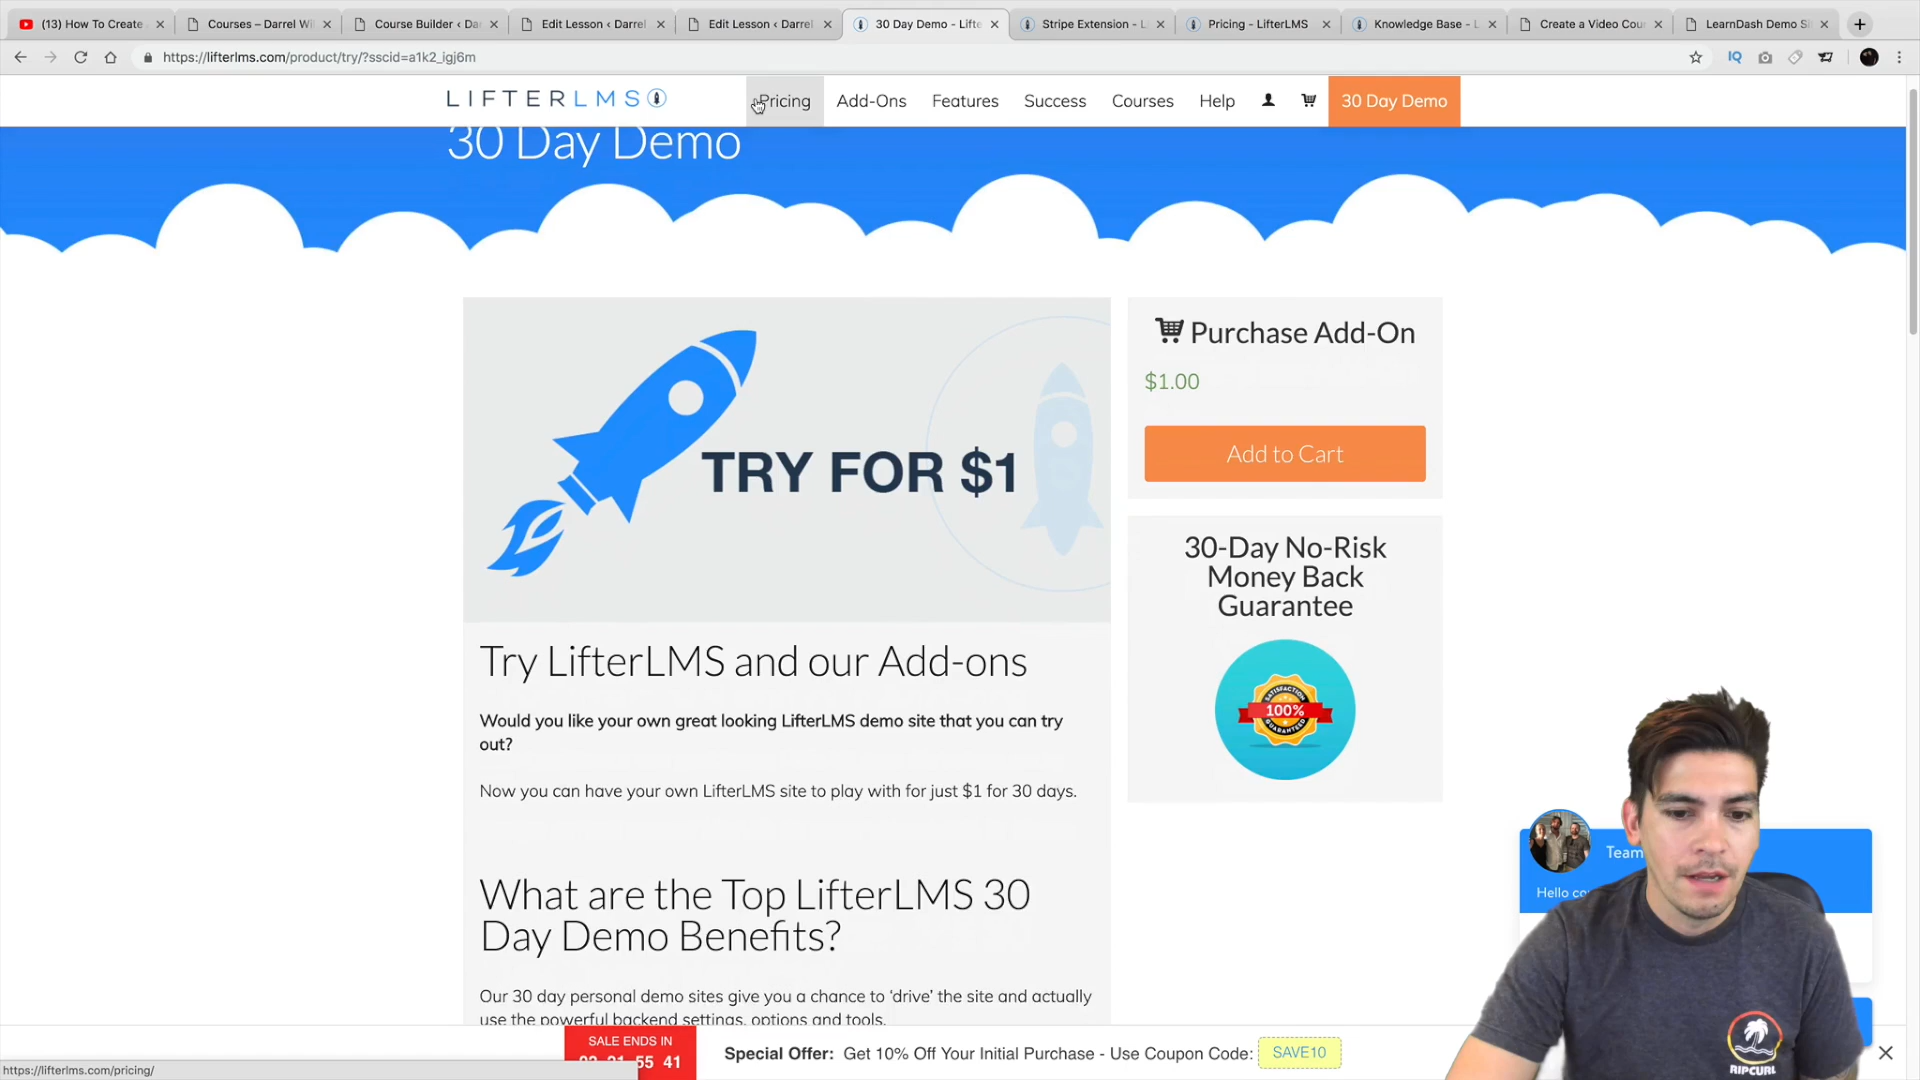 (13) How To Create
Courses – Darrel Wi
Course Builder ‹ Da
Edit Lesson ‹ Darrel
Edit Lesson ‹ Darrel
30 Day Demo - Lifte
Stripe Extension - L
Pricing - LifterLMS
Knowledge Base - L
Create a Video Cou
LearnDash Demo Si
https://lifterlms.com/product/try/?sscid=a1k2_igj6m
IQ
LIFTERLMS
Pricing
Add-Ons
Features
Success
Courses
Help
30 Day Demo
30 Day Demo
TRY FOR $1
Purchase Add-On
$1.00
Add to Cart
30-Day No-Risk
Money Back
Guarantee
SATISFACTION
100%
GUARANTEED
Try LifterLMS and our Add-ons
Would you like your own great looking LifterLMS demo site that you can try
out?
Now you can have your own LifterLMS site to play with for just $1 for 30 days.
What are the Top LifterLMS 30
Day Demo Benefits?
Our 30 day personal demo sites give you a chance to ‘drive’ the site and actually
use the powerful backend settings, options and tools.
Team
Hello
SALE ENDS IN
55 41
Special Offer: Get 10% Off Your Initial Purchase - Use Coupon Code: SAVE10
https://lifterlms.com/pricing/
RIPCURL